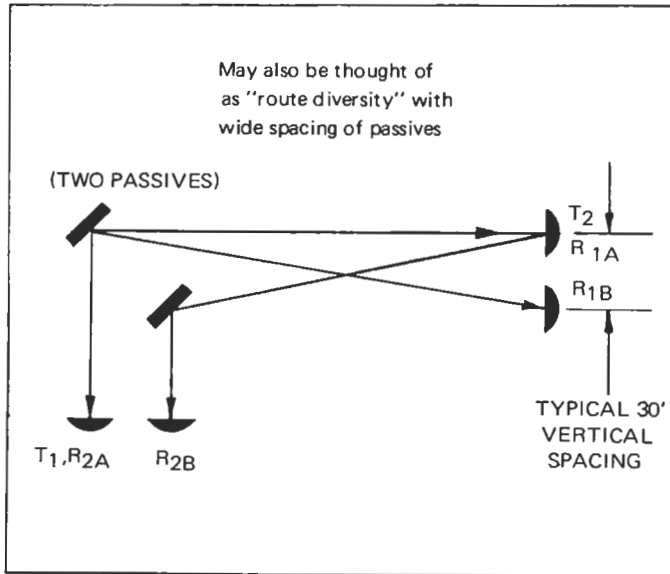 May also be thought of
as "route diversity" with
wide spacing of passives
(TWO PASSIVES)
T2
R1A
R1B
T1,R2A
R2B
TYPICAL 30'
VERTICAL
SPACING